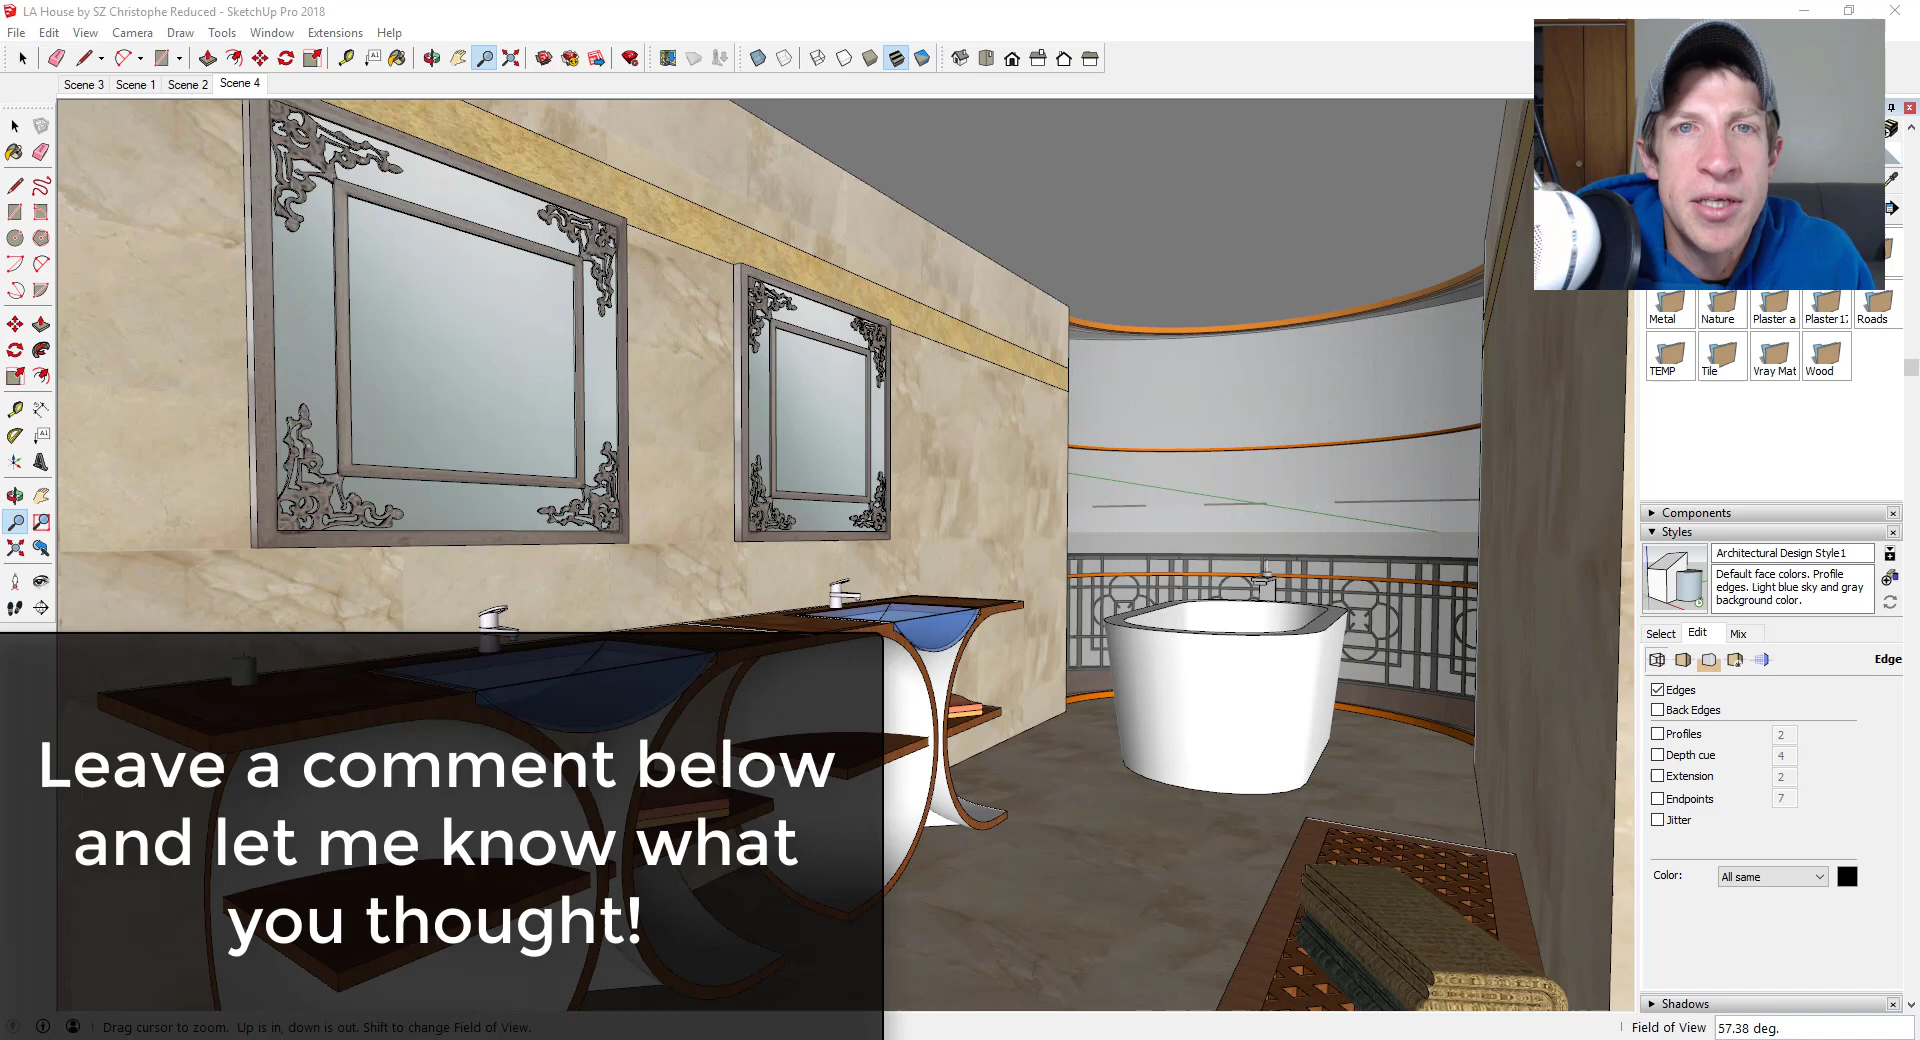 LA House by SZ Christophe Reduced - SketchUp Pro 2018
File Edit View Camera Draw Tools Window Extensions Help
Scene 3 Scene 1 Scene 2 Scene 4
Metal Nature Plaster a Plaster1 Roads
TEMP Tile Vray Mat Wood
Components
Styles
Architectural Design Style1
Default face colors. Profile
edges. Light blue sky and gray
background color.
Select Edit Mix
Edge
Edges
Back Edges
Profiles 2
Depth cue 4
Extension 2
Endpoints 7
Jitter
Color: All same
Shadows
Leave a comment below
and let me know what
you thought!
Drag cursor to zoom. Up is in, down is out. Shift to change Field of View.
Field of View 57.38 deg.